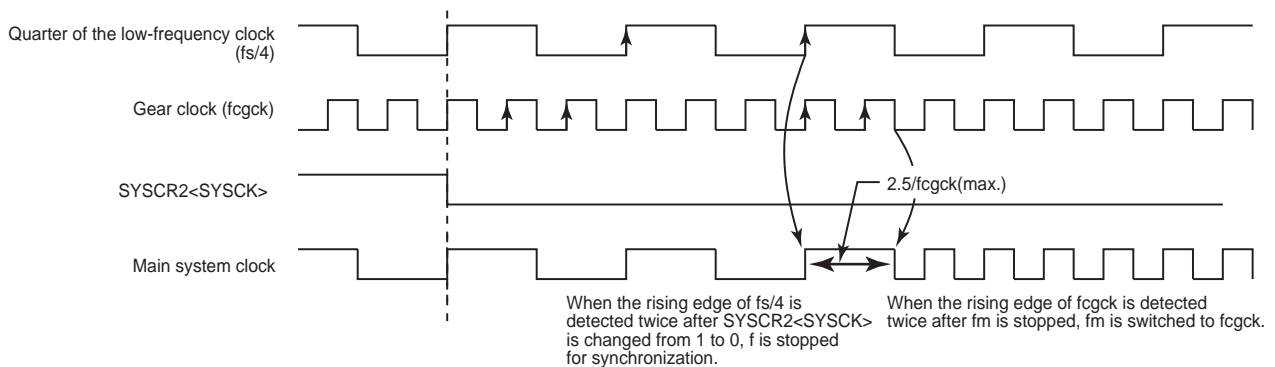 Quarter of the low-frequency clock
(fs/4)
Gear clock (fcgck)
SYSCR2<SYSCK>
2.5/fcgck(max.)
Main system clock
When the rising edge of fs/4 is
detected twice after SYSCR2<SYSCK>
is changed from 1 to 0, f is stopped
for synchronization.
When the rising edge of fcgck is detected
twice after fm is stopped, fm is switched to fcgck.